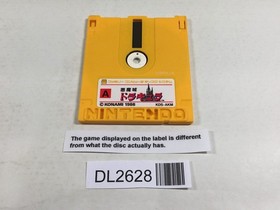 A
悪魔城
ドラキュラ
© KONAMI 1986
KDS-AKM
NINTENDO
The game displayed on the label is different
from what the disc actually has.
DL2628